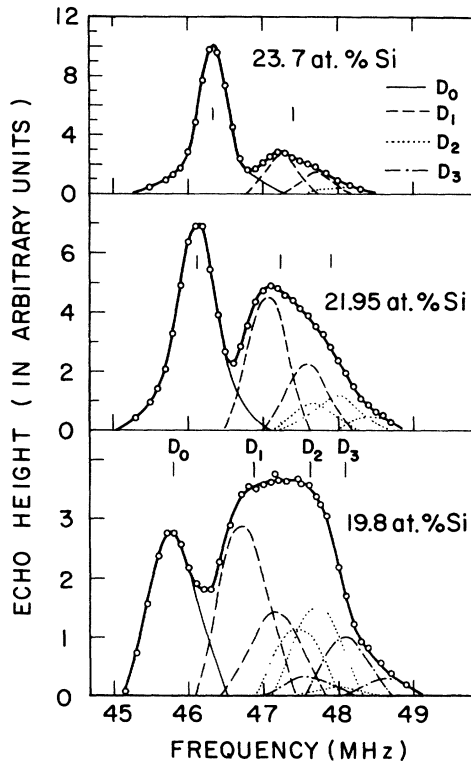 ECHO HEIGHT (IN ARBITRARY UNITS)
12
10
8
6
4
2
0
23.7 at. % Si
D0
D1
D2
D3
6
4
2
0
21.95 at. % Si
D0 D1 D2 D3
3
2
1
0
19.8 at. % Si
45 46 47 48 49
FREQUENCY (MHz)